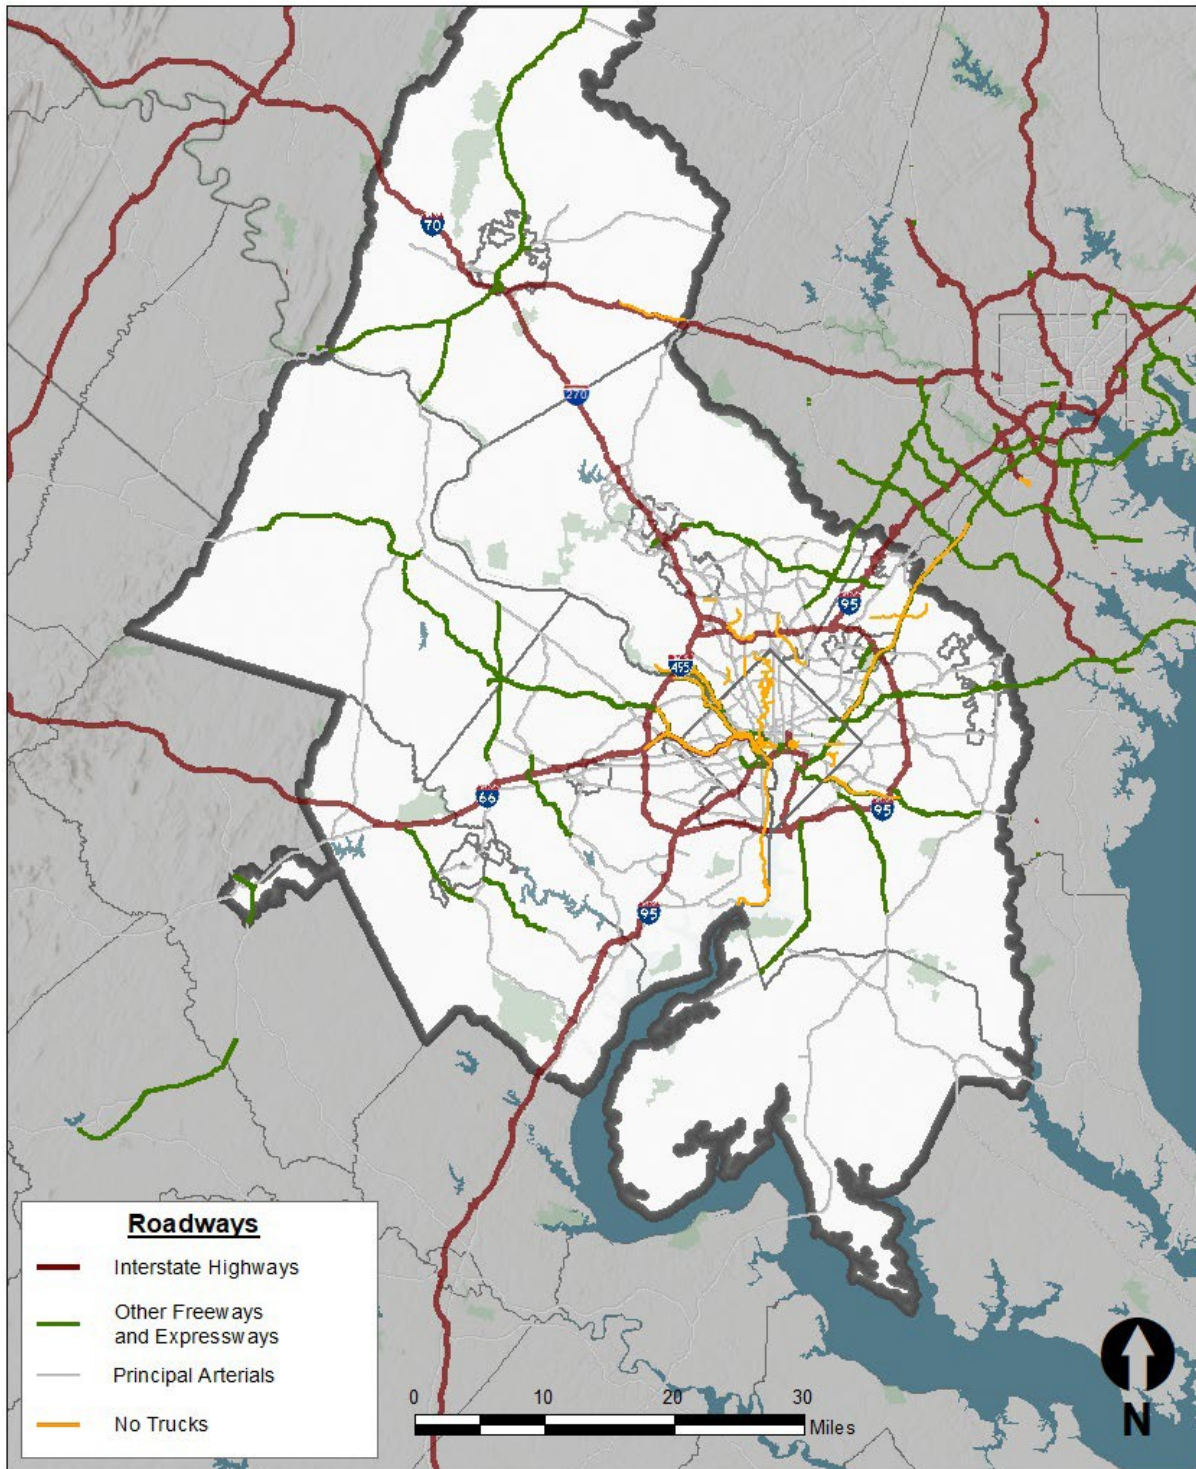 70
270
95
495
66
95
95
Roadways
Interstate Highways
Other Freeways
and Expressways
Principal Arterials
No Trucks
0 10 20 30
Miles
N